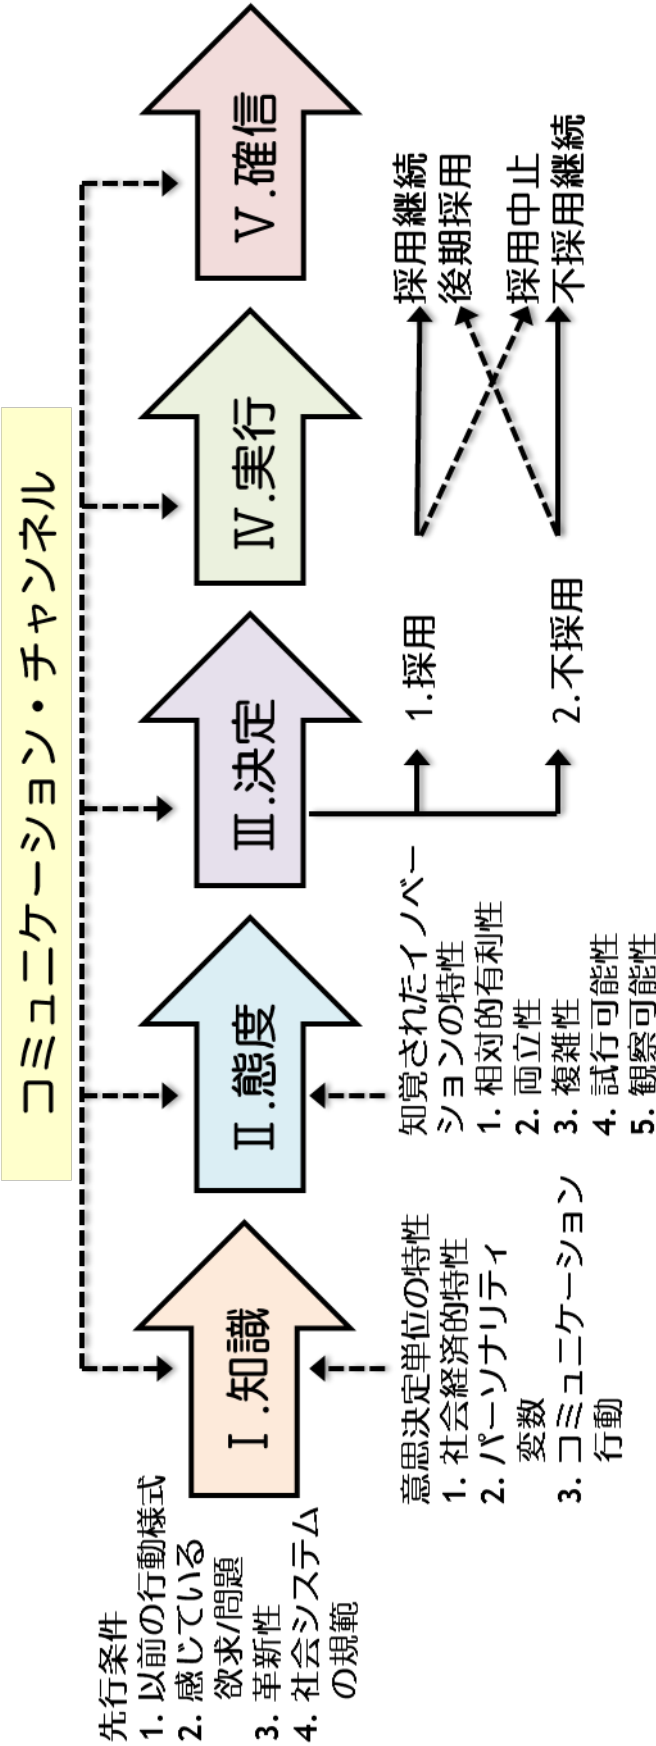 コミュニケーション・チャンネル
Ⅰ.知識
Ⅱ.態度
Ⅲ.決定
Ⅳ.実行
Ⅴ.確信
先行条件
1. 以前の行動様式
2. 感じている
欲求/問題
3. 革新性
4. 社会システム
の規範
意思決定単位の特性
1. 社会経済的特性
2. パーソナリティ
変数
3. コミュニケーション
行動
知覚されたイノベー
ションの特性
1. 相対的有利性
2. 両立性
3. 複雑性
4. 試行可能性
5. 観察可能性
1.採用
2.不採用
採用継続
後期採用
採用中止
不採用継続